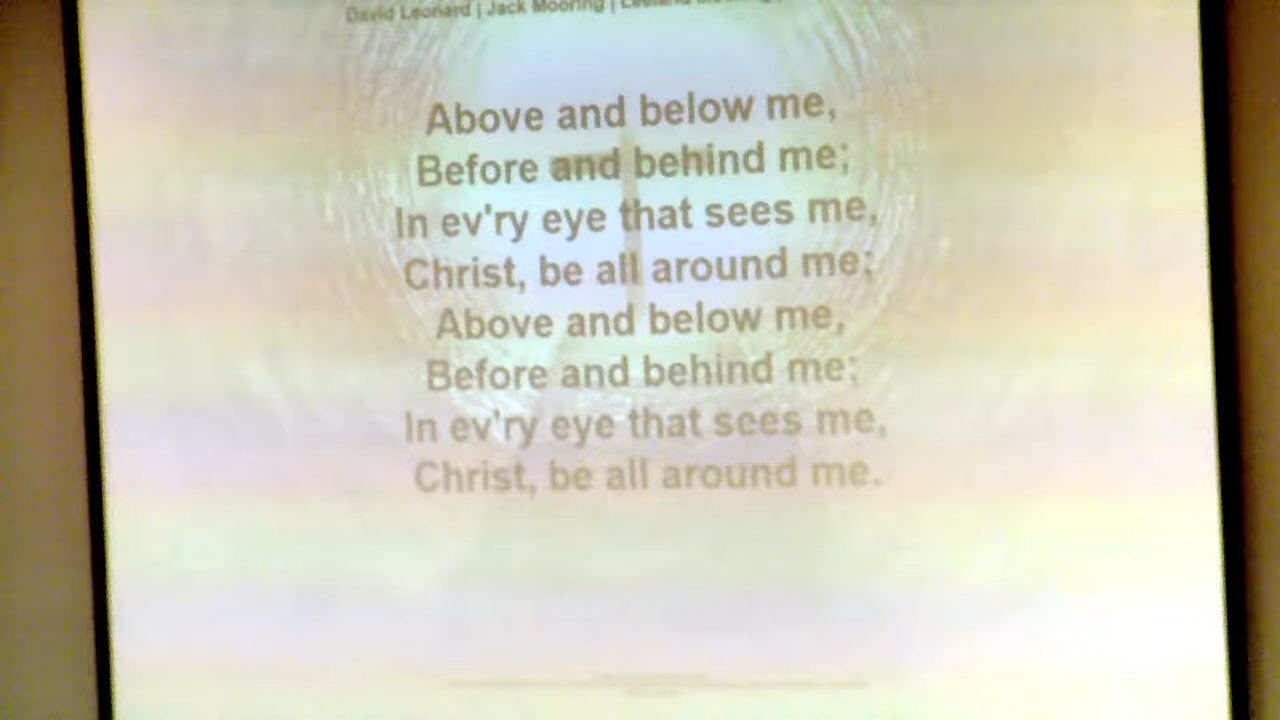 David Leonard | Jack Mooring |
Above and below me,
Before and behind me;
In ev'ry eye that sees me,
Christ, be all around me;
Above and below me,
Before and behind me;
In ev'ry eye that sees me,
Christ, be all around me.